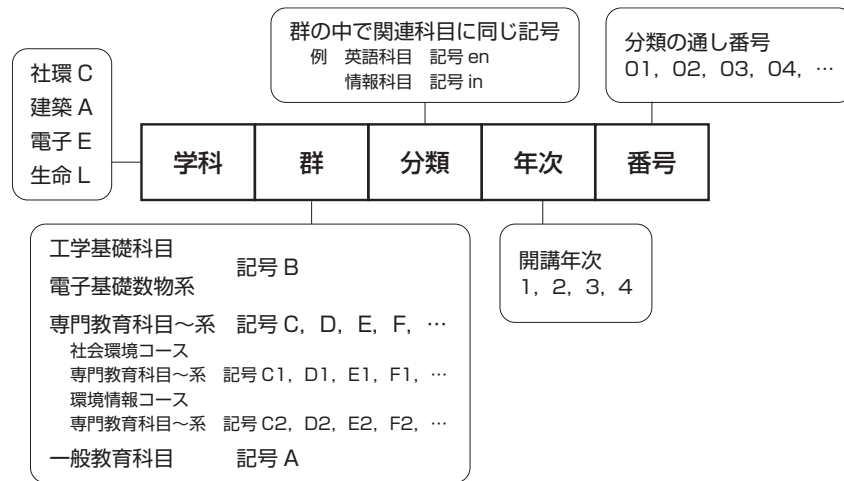 群の中で関連科目に同じ記号
例 英語科目 記号 en
情報科目 記号 in
分類の通し番号
01, 02, 03, 04, …
社環 C
建築 A
電子 E
生命 L
学科 群 分類 年次 番号
工学基礎科目
記号 B
電子基礎数物系
専門教育科目～系 記号 C, D, E, F, …
社会環境コース
専門教育科目～系 記号 C1, D1, E1, F1, …
環境情報コース
専門教育科目～系 記号 C2, D2, E2, F2, …
一般教育科目 記号 A
開講年次
1, 2, 3, 4